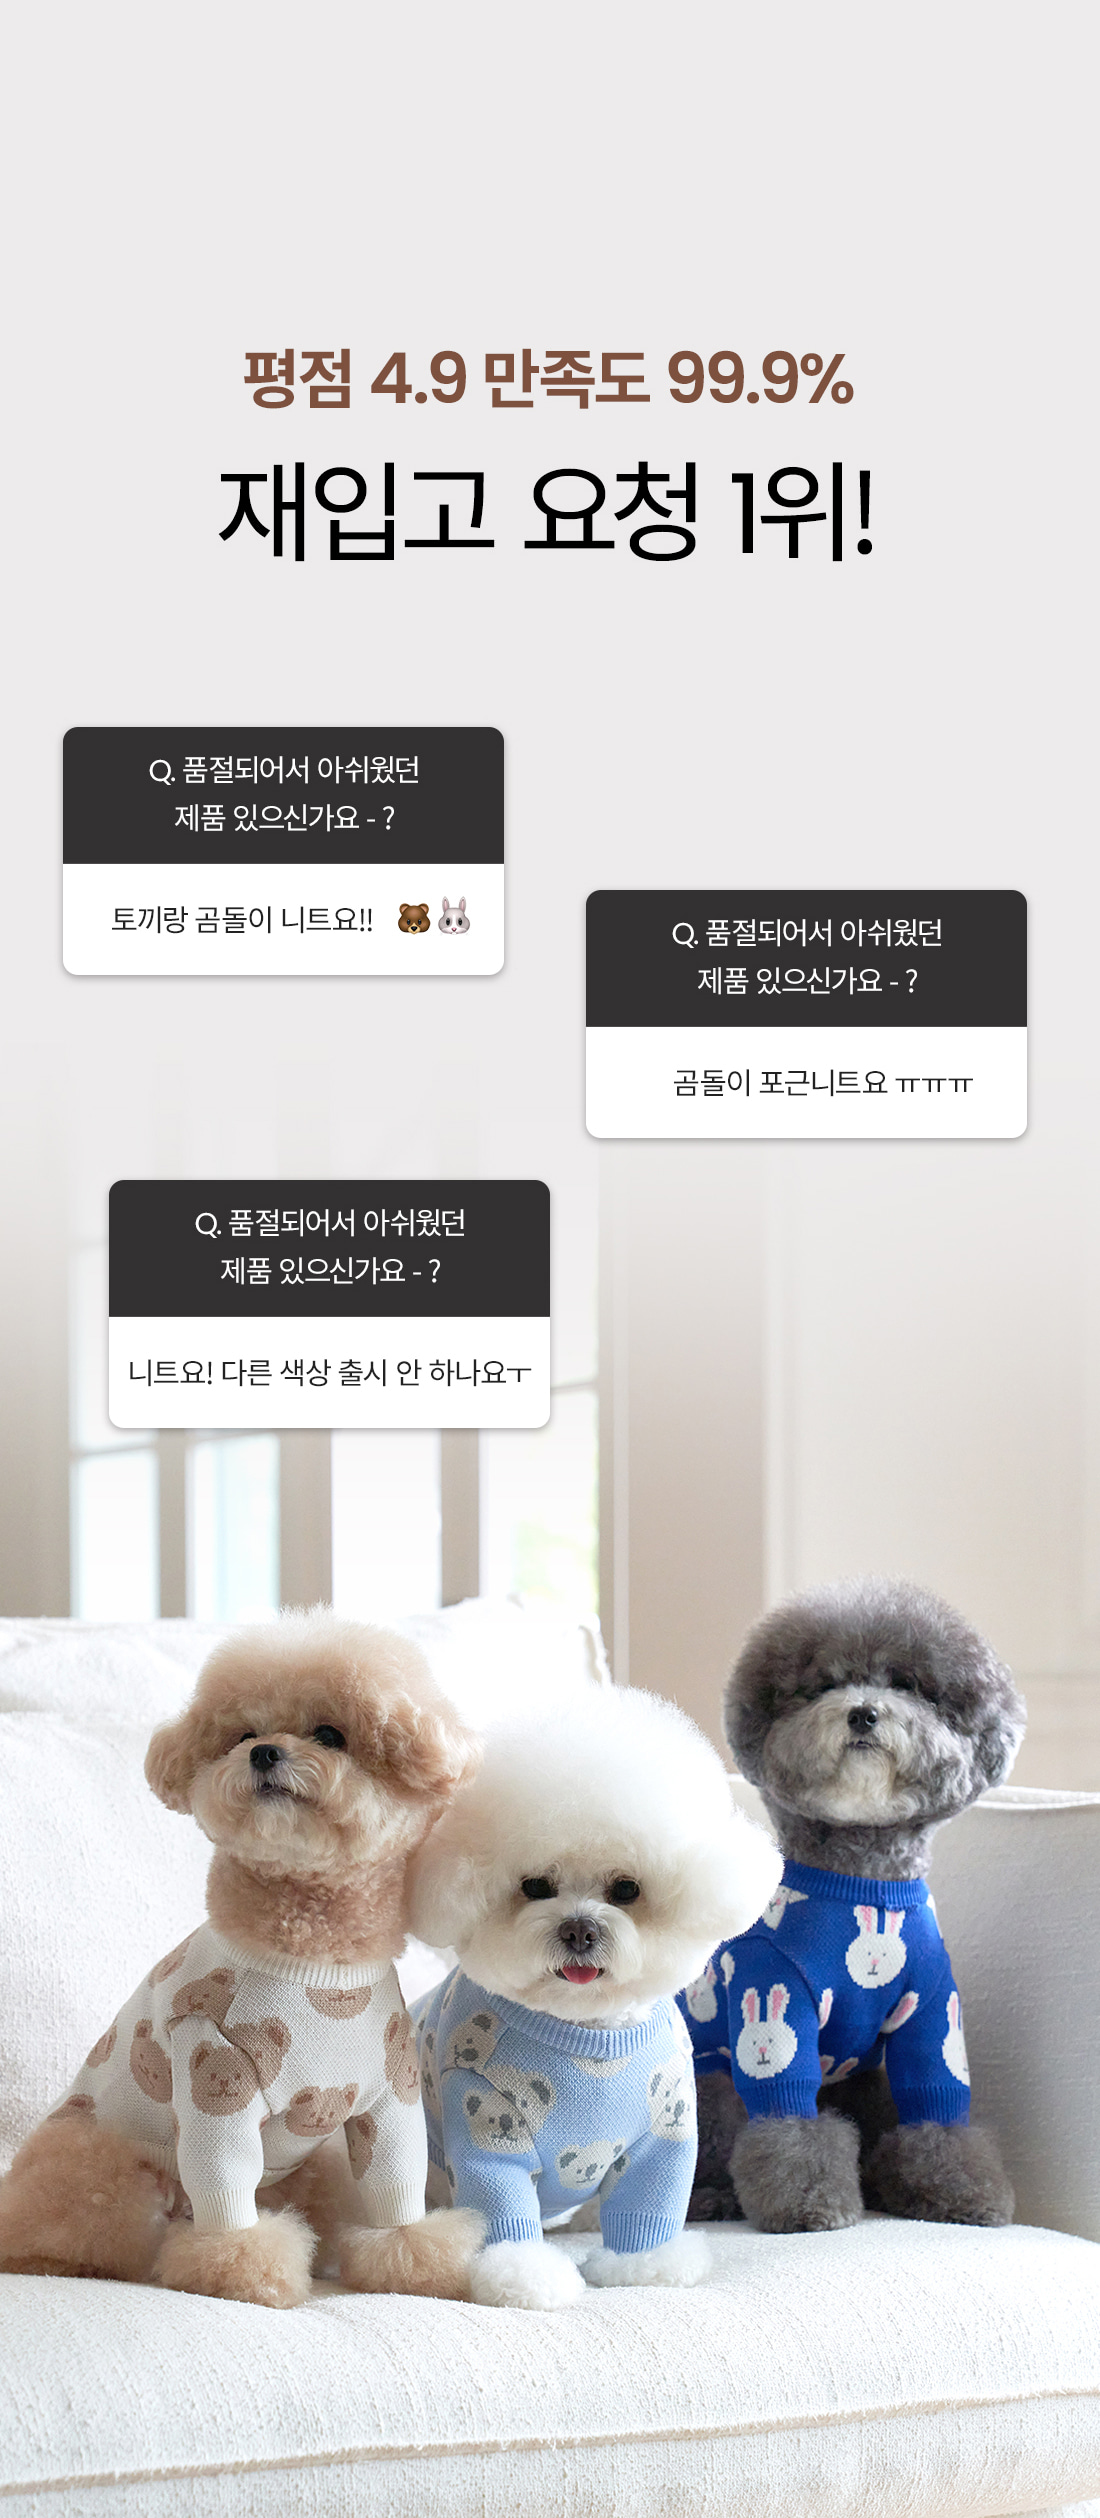 평점 4.9 만족도 99.9%
재입고 요청 1위!
Q. 품절되어서 아쉬웠던
제품 있으신가요 - ?
토끼랑 곰돌이 니트요!! 🐻🐰
Q. 품절되어서 아쉬웠던
제품 있으신가요 - ?
곰돌이 포근니트요 ㅠㅠㅠ
Q. 품절되어서 아쉬웠던
제품 있으신가요 - ?
니트요! 다른 색상 출시 안 하나요ㅜ